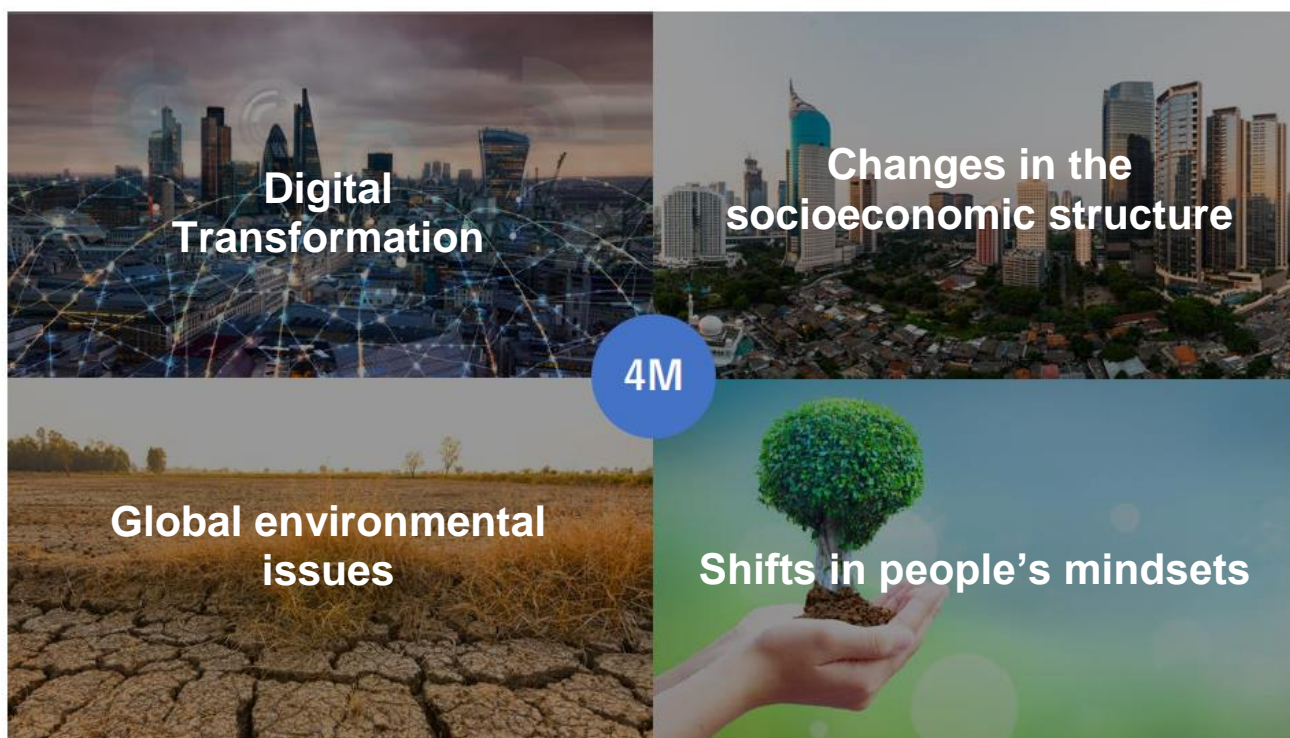 Digital
Transformation
Changes in the
socioeconomic structure
4M
Global environmental
issues
Shifts in people’s mindsets